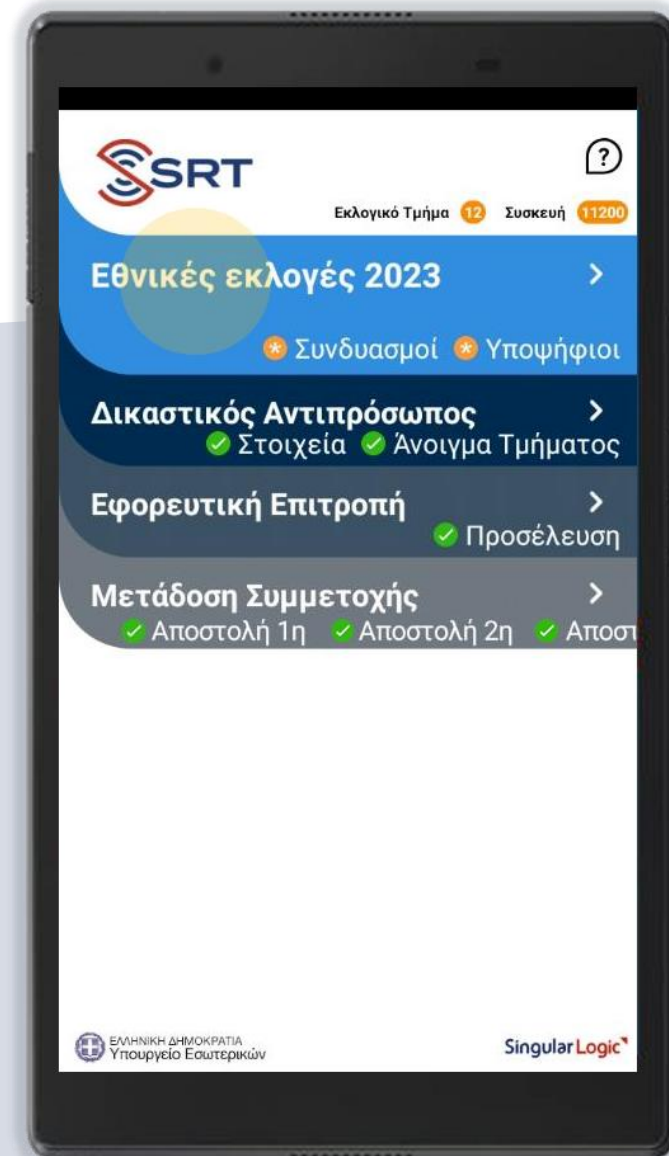 SRT
?
Εκλογικό Τμήμα 12 Συσκευή 11200
Εθνικές εκλογές 2023
Συνδυασμοί Υποψήφιοι
Δικαστικός Αντιπρόσωπος
Στοιχεία Άνοιγμα Τμήματος
Εφορευτική Επιτροπή
Προσέλευση
Μετάδοση Συμμετοχής
Αποστολή 1η Αποστολή 2η Αποστ
ΕΛΛΗΝΙΚΗ ΔΗΜΟΚΡΑΤΙΑ
Υπουργείο Εσωτερικών
SingularLogic